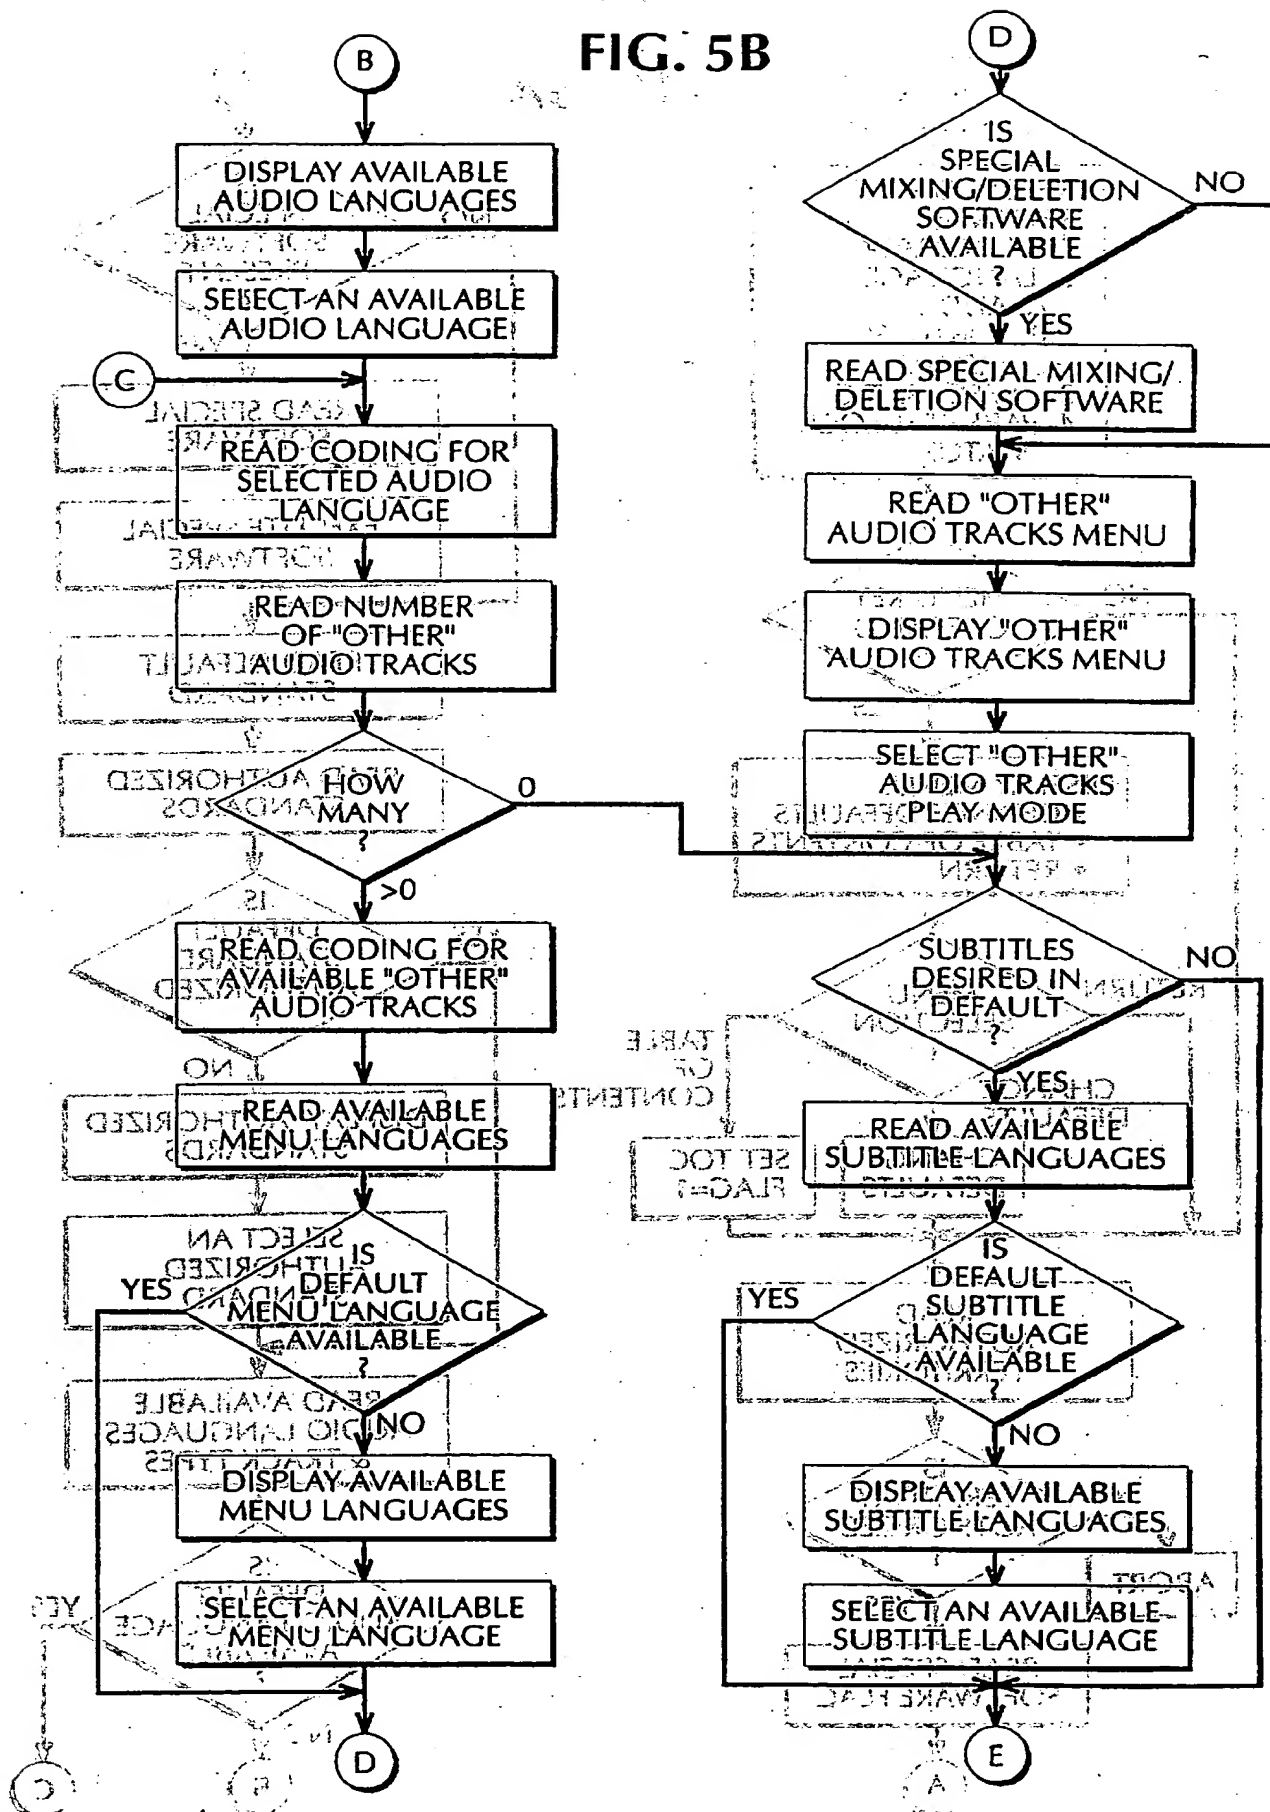 FIG. 5B
B
DISPLAY AVAILABLE
AUDIO LANGUAGES
SELECT AN AVAILABLE
AUDIO LANGUAGE
C
READ CODING FOR
SELECTED AUDIO
LANGUAGE
READ NUMBER
OF "OTHER"
AUDIO TRACKS
HOW
MANY
?
0
>0
READ CODING FOR
AVAILABLE "OTHER"
AUDIO TRACKS
READ AVAILABLE
MENU LANGUAGES
IS
DEFAULT
MENU LANGUAGE
AVAILABLE
?
YES
NO
DISPLAY AVAILABLE
MENU LANGUAGES
SELECT AN AVAILABLE
MENU LANGUAGE
D
D
IS
SPECIAL
MIXING/DELETION
SOFTWARE
AVAILABLE
?
NO
YES
READ SPECIAL MIXING/
DELETION SOFTWARE
READ "OTHER"
AUDIO TRACKS MENU
DISPLAY "OTHER"
AUDIO TRACKS MENU
SELECT "OTHER"
AUDIO TRACKS
PLAY MODE
SUBTITLES
DESIRED IN
DEFAULT
?
NO
YES
READ AVAILABLE
SUBTITLE LANGUAGES
IS
DEFAULT
SUBTITLE
LANGUAGE
AVAILABLE
?
YES
NO
DISPLAY AVAILABLE
SUBTITLE LANGUAGES
SELECT AN AVAILABLE
SUBTITLE LANGUAGE
E